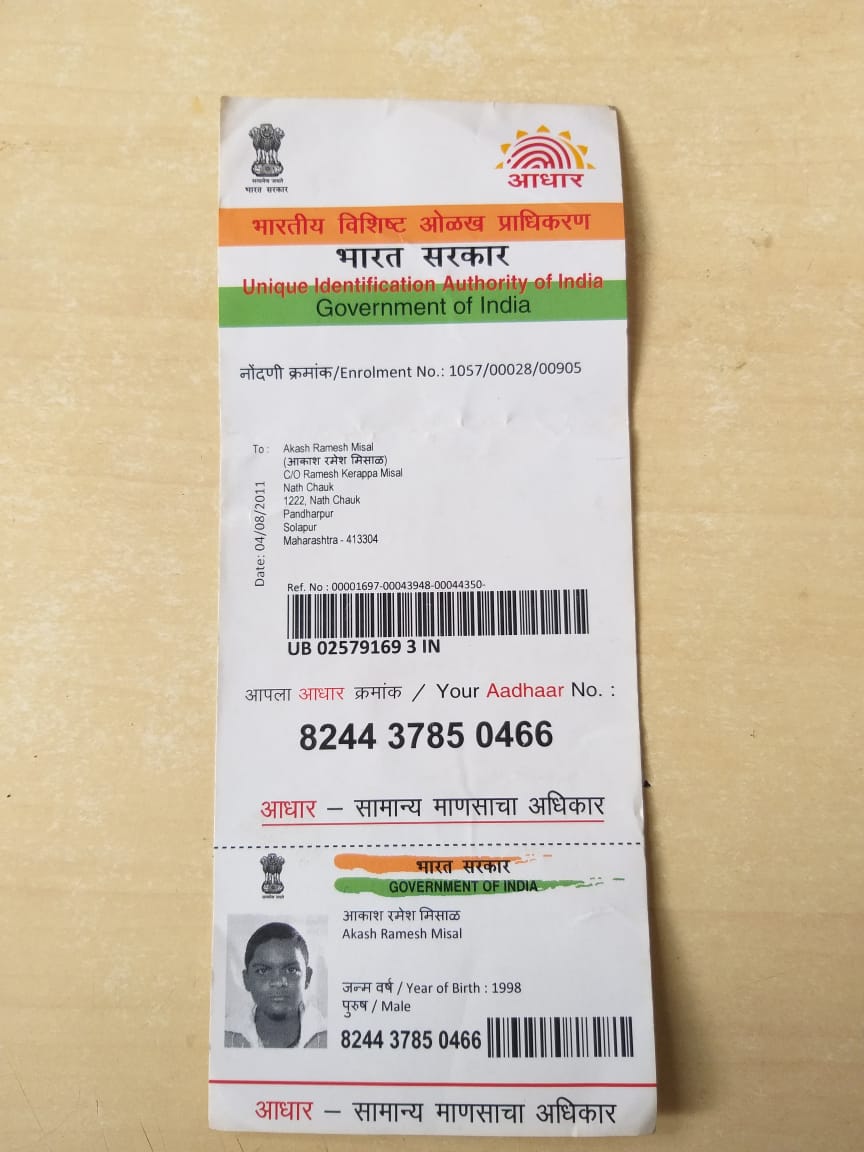 सत्यमेव जयते
भारत सरकार
आधार
भारतीय विशिष्ट ओळख प्राधिकरण
भारत सरकार
Unique Identification Authority of India
Government of India
नोंदणी क्रमांक/Enrolment No.: 1057/00028/00905
To : Akash Ramesh Misal
(आकाश रमेश मिसाळ)
C/O Ramesh Kerappa Misal
Nath Chauk
1222, Nath Chauk
Pandharpur
Solapur
Maharashtra - 413304
Date: 04/08/2011
Ref. No : 00001697-00043948-00044350-
UB 02579169 3 IN
आपला आधार क्रमांक / Your Aadhaar No. :
8244 3785 0466
आधार – सामान्य माणसाचा अधिकार
भारत सरकार
GOVERNMENT OF INDIA
आकाश रमेश मिसाळ
Akash Ramesh Misal
जन्म वर्ष / Year of Birth : 1998
पुरुष / Male
8244 3785 0466
आधार – सामान्य माणसाचा अधिकार